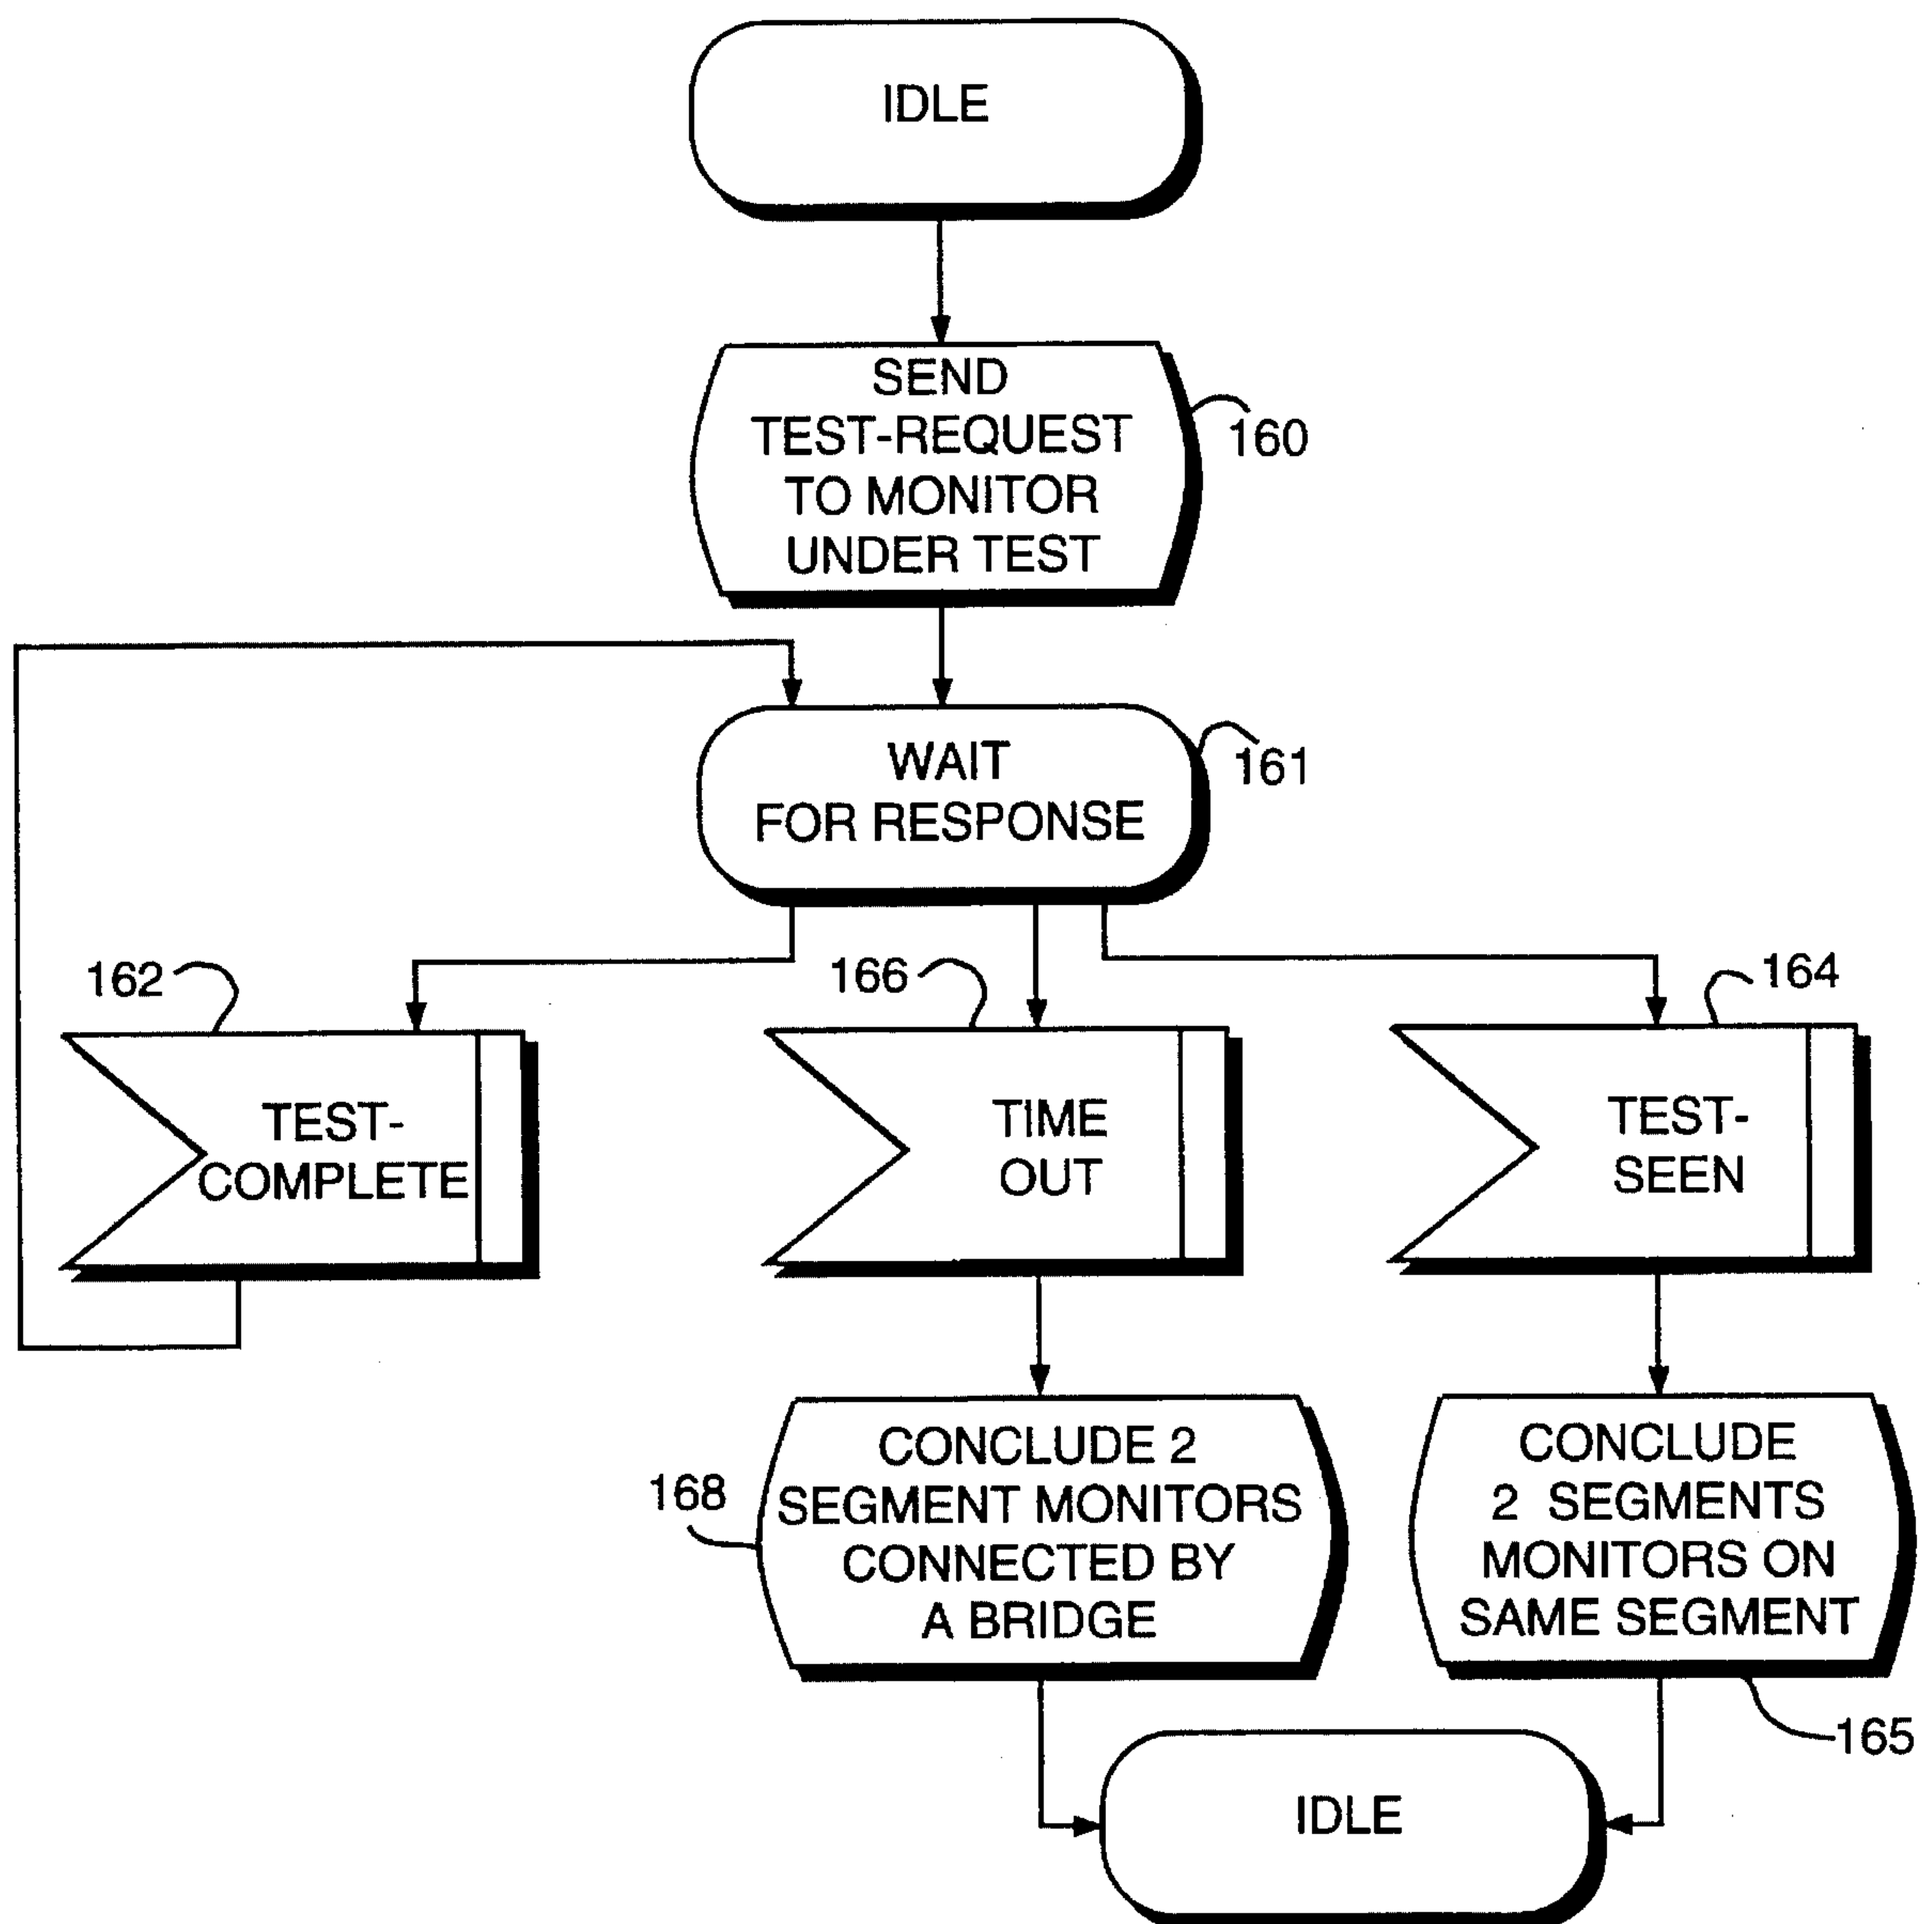 IDLE
SEND
TEST-REQUEST
TO MONITOR
UNDER TEST
160
WAIT
FOR RESPONSE
161
162
166
164
TEST-
COMPLETE
TIME
OUT
TEST-
SEEN
168
CONCLUDE 2
SEGMENT MONITORS
CONNECTED BY
A BRIDGE
CONCLUDE
2 SEGMENTS
MONITORS ON
SAME SEGMENT
165
IDLE